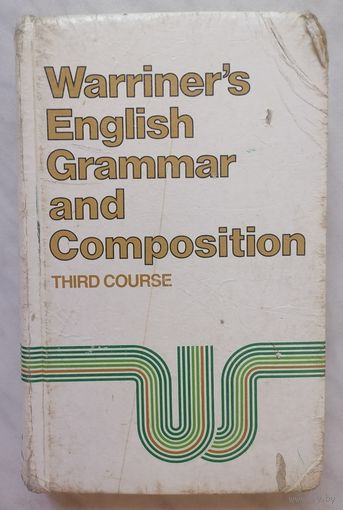 Warriner's
English
Grammar
and
Composition
THIRD COURSE